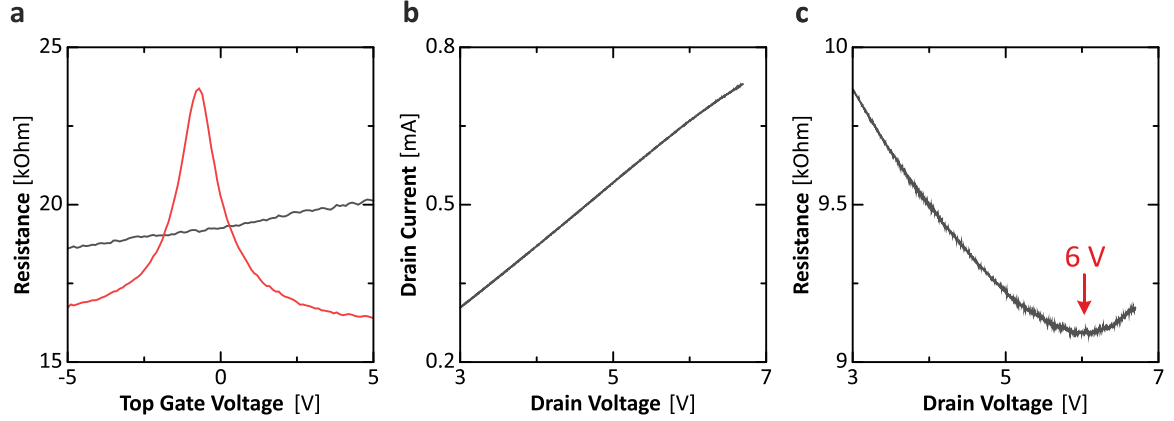 a
25
20
15
Resistance [kOhm]
-5 0 5
Top Gate Voltage [V]
b
0.8
0.5
0.2
Drain Current [mA]
3 5 7
Drain Voltage [V]
c
10
9.5
9
Resistance [kOhm]
6 V
3 5 7
Drain Voltage [V]